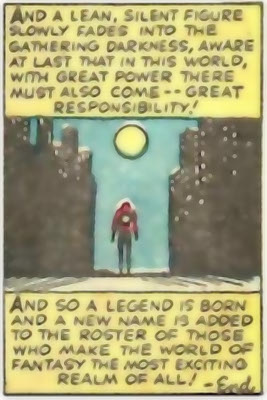 AND A LEAN, SILENT FIGURE
SLOWLY FADES INTO THE
GATHERING DARKNESS, AWARE
AT LAST THAT IN THIS WORLD,
WITH GREAT POWER THERE
MUST ALSO COME -- GREAT
RESPONSIBILITY!
AND SO A LEGEND IS BORN
AND A NEW NAME IS ADDED
TO THE ROSTER OF THOSE
WHO MAKE THE WORLD OF
FANTASY THE MOST EXCITING
REALM OF ALL! -End.